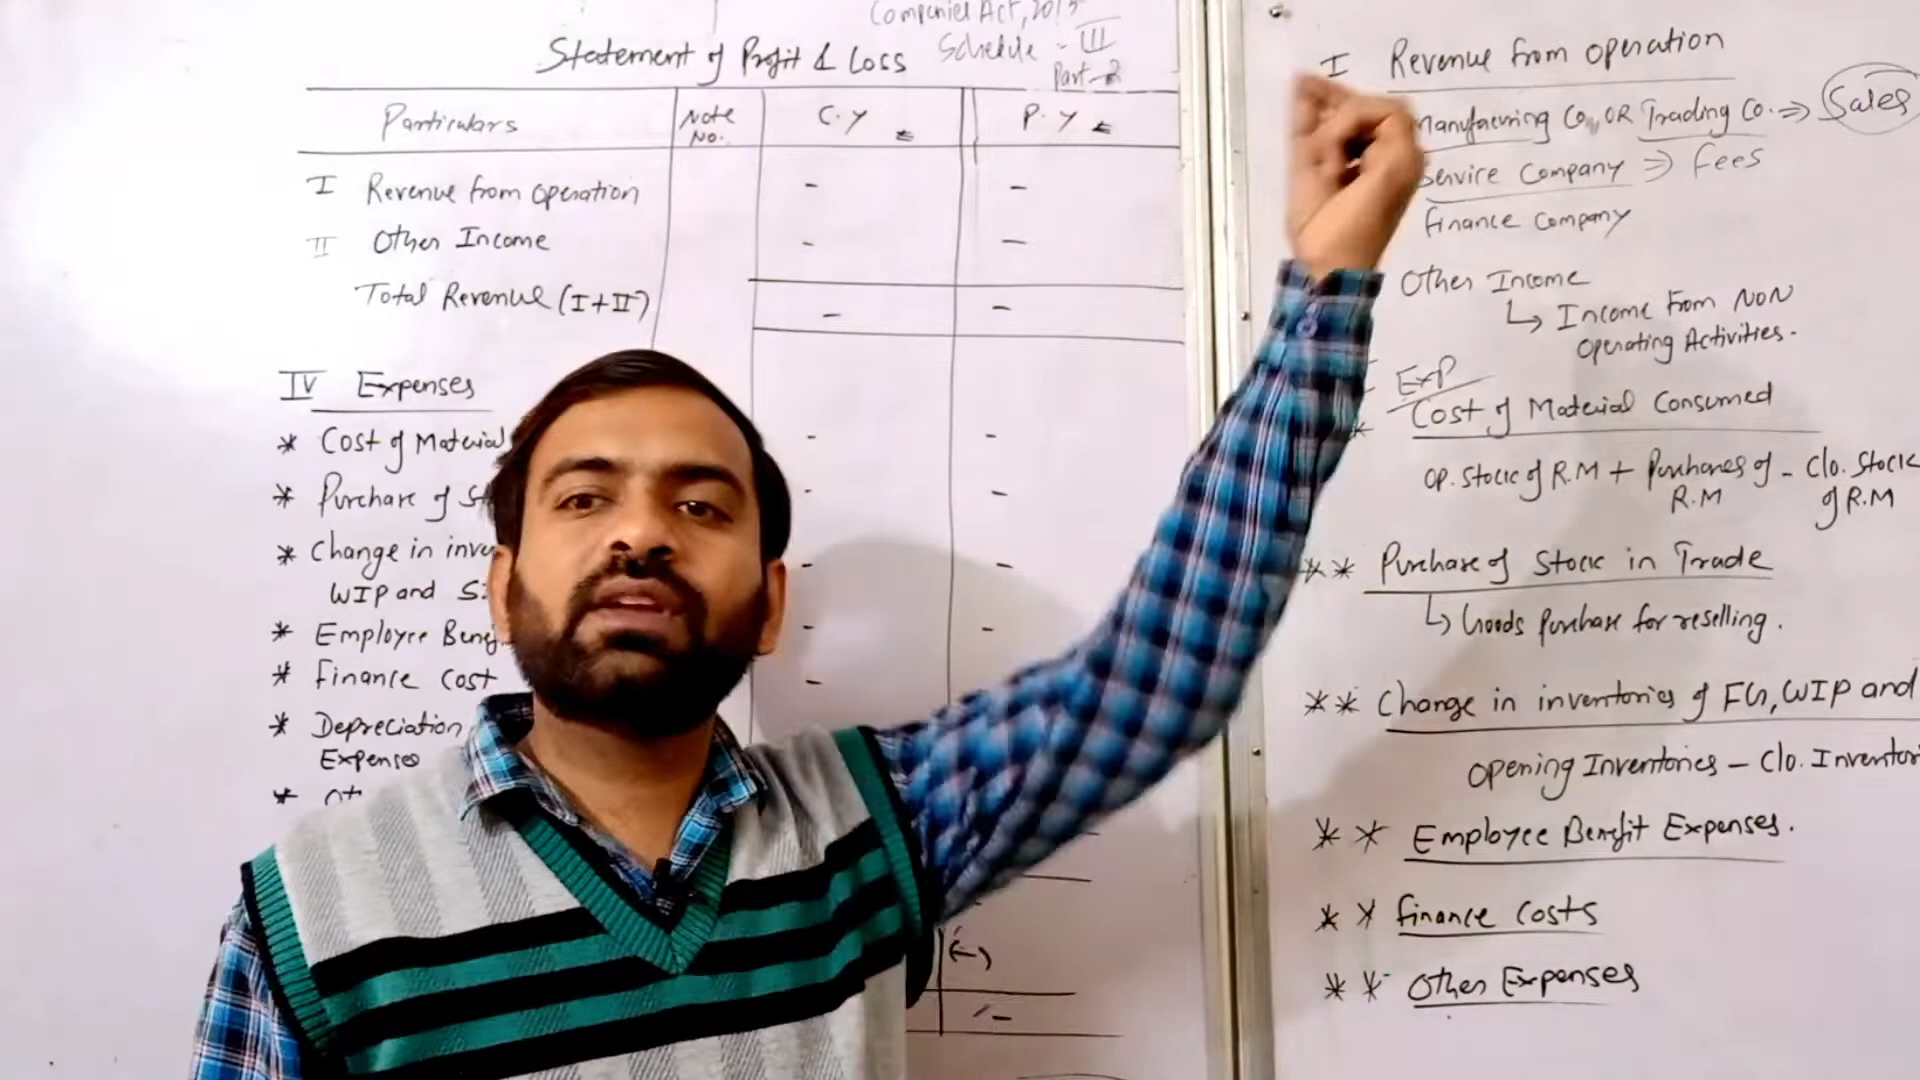 Companies Act, 2013
Statement of Profit & Loss
Schedule - III
Part-2
Particulars
Note No.
C.Y
P.Y
I Revenue from operation - -
II Other Income - -
Total Revenue (I+II) - -
IV Expenses
* Cost of Material - -
* Purchase of - -
* Change in - -
WIP and
* Employee - -
* Finance Cost -
* Depreciation
Expenses
*
(-)
I Revenue from operation
Manufacturing Co. OR Trading Co. ⇒ Sales
Service Company ⇒ Fees
Finance Company
Other Income
↳ Income from NON
Operating Activities.
Exp
* Cost of Material Consumed
Op. Stock of R.M + Purchases of R.M - Clo. Stock of R.M
** Purchase of Stock in Trade
↳ Goods Purchase for reselling.
** Change in inventories of FG, WIP and
Opening Inventories - Clo.
** Employee Benefit Expenses.
** Finance Costs
** Other Expenses